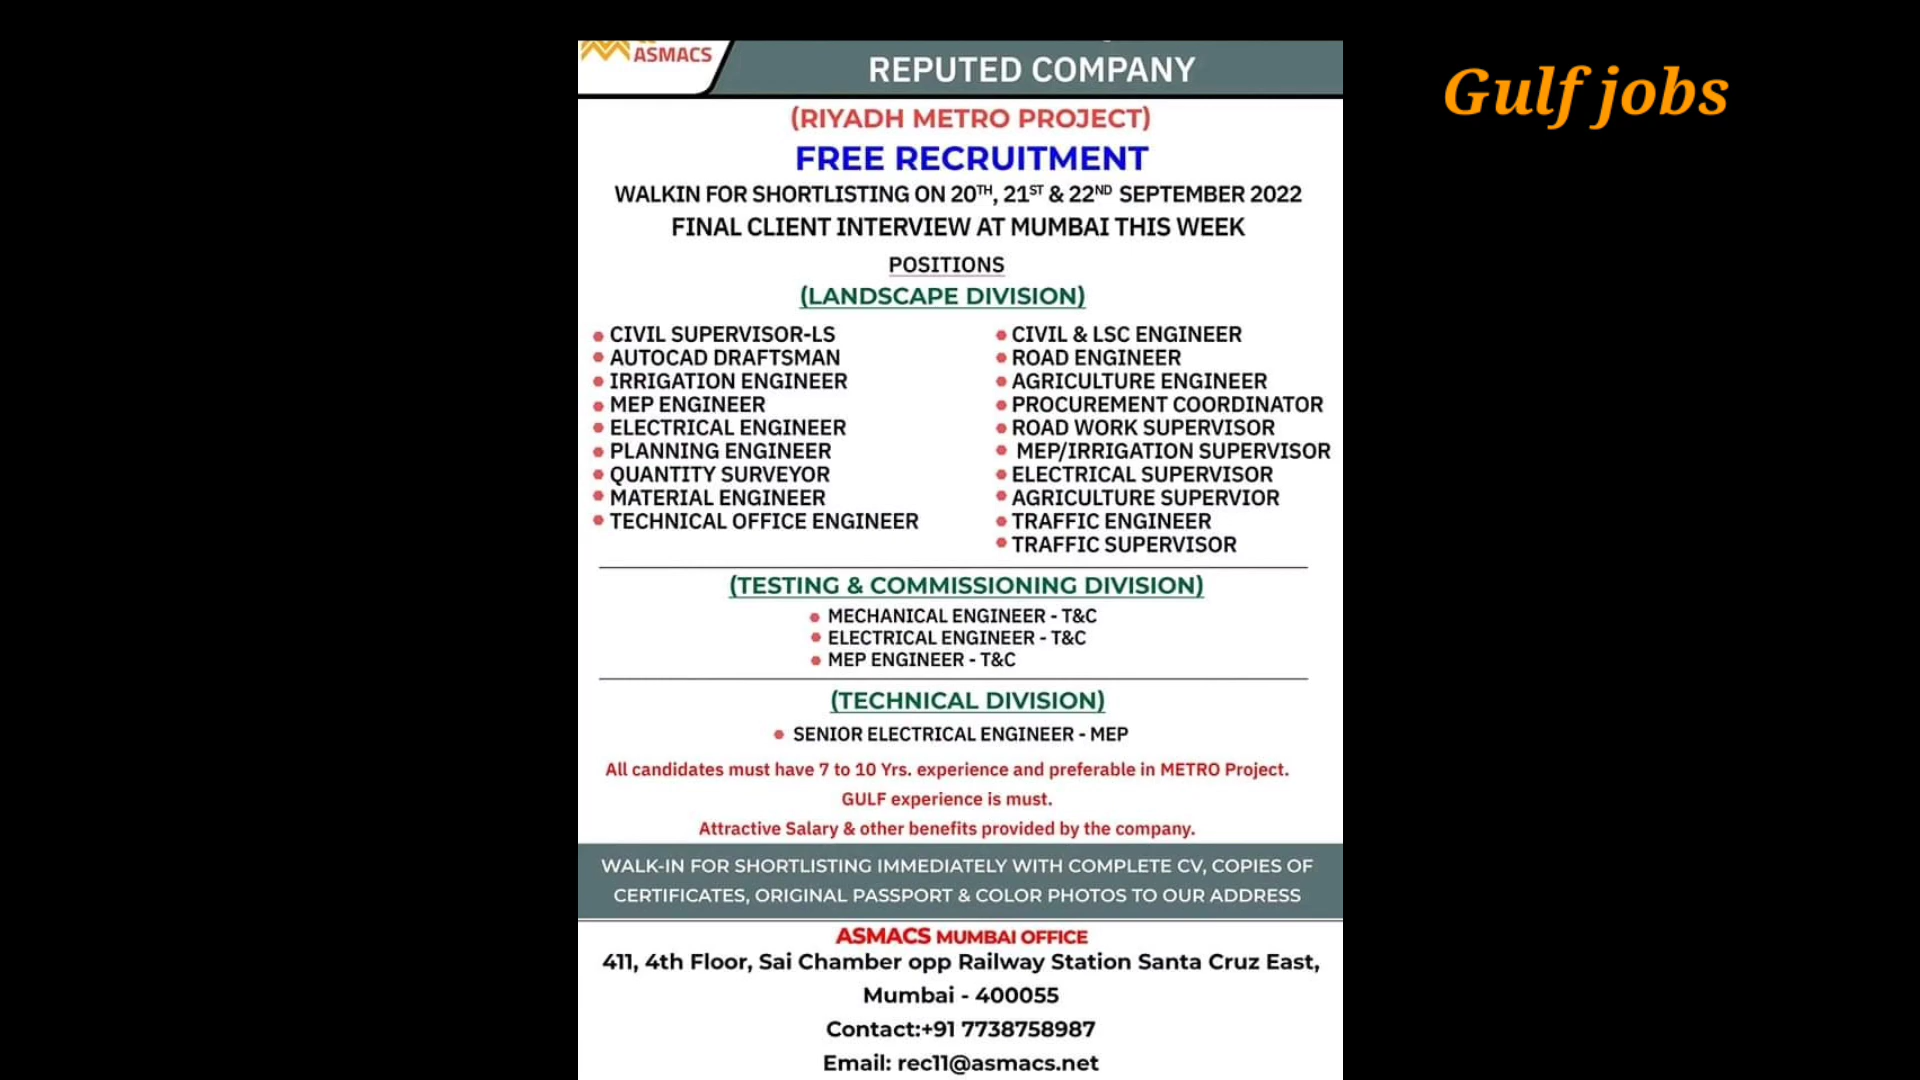 ASMACS
REPUTED COMPANY
Gulf jobs
(RIYADH METRO PROJECT)
FREE RECRUITMENT
WALKIN FOR SHORTLISTING ON 20TH, 21ST & 22ND SEPTEMBER 2022
FINAL CLIENT INTERVIEW AT MUMBAI THIS WEEK
POSITIONS
(LANDSCAPE DIVISION)
CIVIL SUPERVISOR-LS
AUTOCAD DRAFTSMAN
IRRIGATION ENGINEER
MEP ENGINEER
ELECTRICAL ENGINEER
PLANNING ENGINEER
QUANTITY SURVEYOR
MATERIAL ENGINEER
TECHNICAL OFFICE ENGINEER
CIVIL & LSC ENGINEER
ROAD ENGINEER
AGRICULTURE ENGINEER
PROCUREMENT COORDINATOR
ROAD WORK SUPERVISOR
MEP/IRRIGATION SUPERVISOR
ELECTRICAL SUPERVISOR
AGRICULTURE SUPERVIOR
TRAFFIC ENGINEER
TRAFFIC SUPERVISOR
(TESTING & COMMISSIONING DIVISION)
MECHANICAL ENGINEER - T&C
ELECTRICAL ENGINEER - T&C
MEP ENGINEER - T&C
(TECHNICAL DIVISION)
SENIOR ELECTRICAL ENGINEER - MEP
All candidates must have 7 to 10 Yrs. experience and preferable in METRO Project.
GULF experience is must.
Attractive Salary & other benefits provided by the company.
WALK-IN FOR SHORTLISTING IMMEDIATELY WITH COMPLETE CV, COPIES OF
CERTIFICATES, ORIGINAL PASSPORT & COLOR PHOTOS TO OUR ADDRESS
ASMACS MUMBAI OFFICE
411, 4th Floor, Sai Chamber opp Railway Station Santa Cruz East,
Mumbai - 400055
Contact:+91 7738758987
Email: rec11@asmacs.net